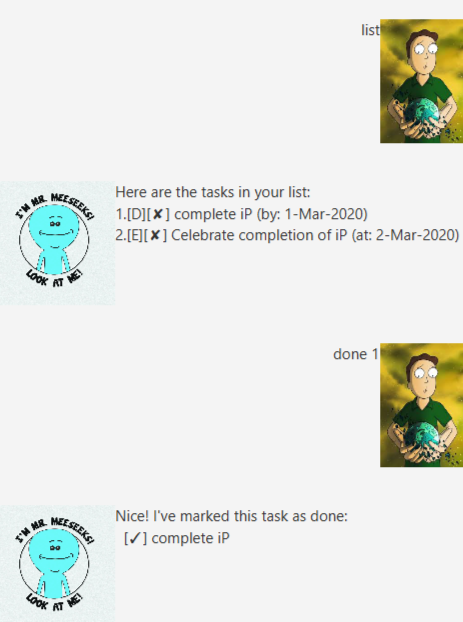 list
I'M MR. MEESEEKS!
LOOK AT ME!
Here are the tasks in your list:
1.[D][✘] complete iP (by: 1-Mar-2020)
2.[E][✘] Celebrate completion of iP (at: 2-Mar-2020)
done 1
I'M MR. MEESEEKS!
LOOK AT ME!
Nice! I've marked this task as done:
[✓] complete iP